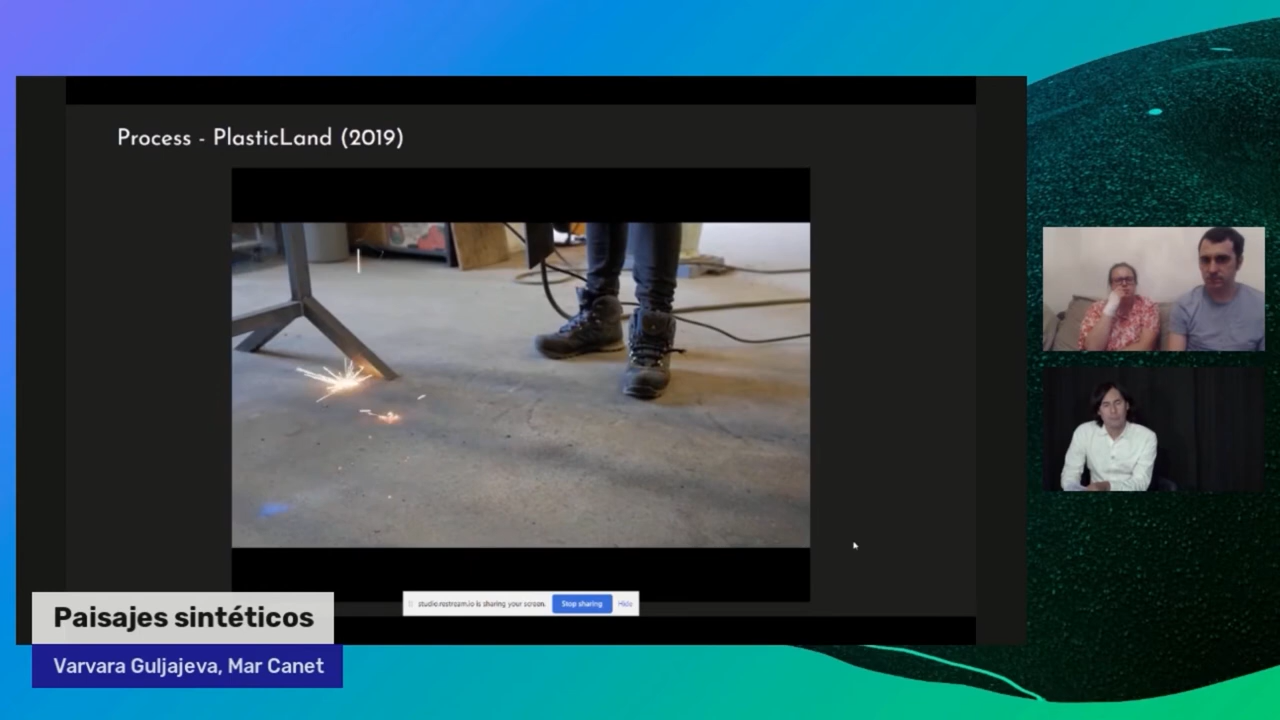 Process - PlasticLand (2019)
studio.restream.io is sharing your screen.
Stop sharing
Hide
Paisajes sintéticos
Varvara Guljajeva, Mar Canet